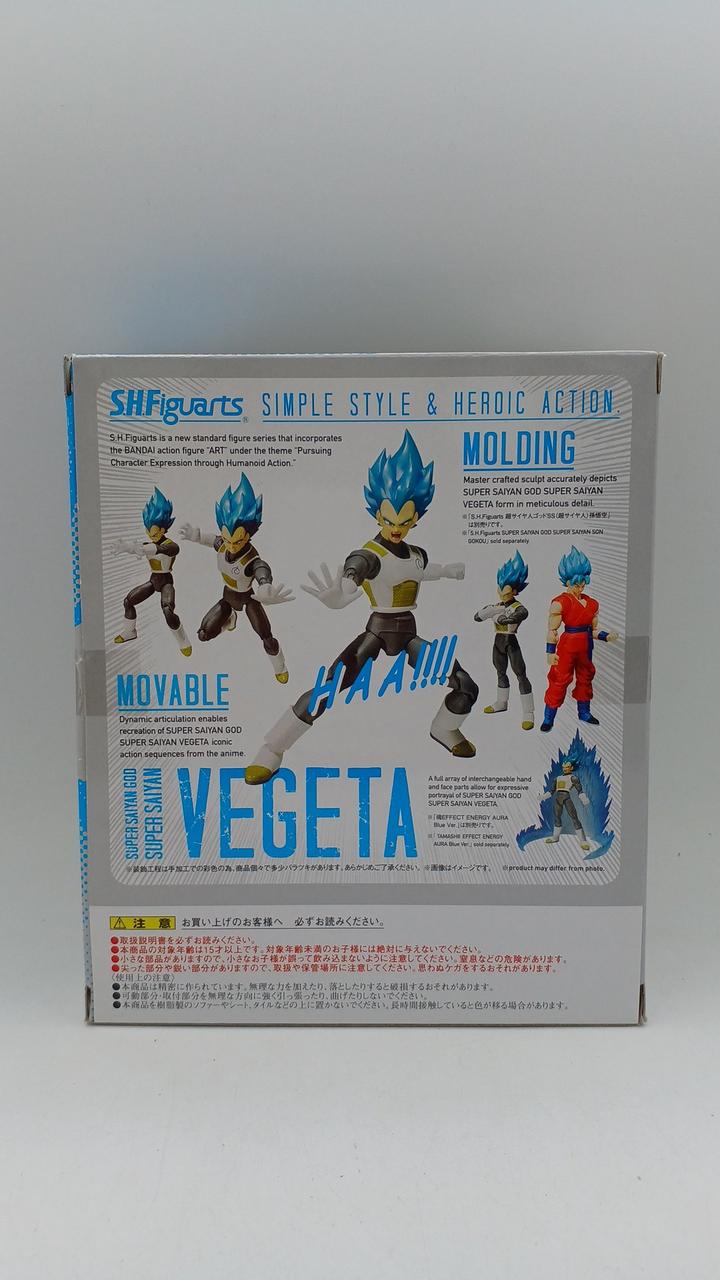 S.H.Figuarts®
SIMPLE STYLE & HEROIC ACTION.
S.H.Figuarts is a new standard figure series that incorporates
the BANDAI action figure "ART" under the theme "Pursuing
Character Expression through Humanoid Action."
MOLDING
Master crafted sculpt accurately depicts
SUPER SAIYAN GOD SUPER SAIYAN
VEGETA form in meticulous detail.
※「S.H.Figuarts 超サイヤ人ゴッドSS(超サイヤ人)孫悟空」
は別売りです。
※「S.H.Figuarts SUPER SAIYAN GOD SUPER SAIYAN SON
GOKOU」 sold separately.
HAA!!!!
MOVABLE
Dynamic articulation enables
recreation of SUPER SAIYAN GOD
SUPER SAIYAN VEGETA iconic
action sequences from the anime.
SUPER SAIYAN GOD
SUPER SAIYAN
VEGETA
A full array of interchangeable hand
and face parts allow for expressive
portrayal of SUPER SAIYAN GOD
SUPER SAIYAN VEGETA.
※「魂EFFECT ENERGY AURA
Blue Ver.」は別売りです。
※「TAMASHII EFFECT ENERGY
AURA Blue Ver.」 sold separately
※装飾工程は手加工での彩色の為、商品個々で多少バラツキがあります。あらかじめご了承ください。 ※画像はイメージです。 ※product may differ from photo.
注 意 お買い上げのお客様へ 必ずお読みください。
●取扱説明書を必ずお読みください。
●本商品の対象年齢は15才以上です。対象年齢未満のお子様には絶対に与えないでください。
●小さな部品がありますので、小さなお子様が誤って飲み込まないように注意してください。窒息などの危険があります。
●尖った部分や鋭い部分がありますので、取扱や保管場所に注意してください。思わぬケガをするおそれがあります。
〈使用上の注意〉
●本商品は精密に作られています。無理な力を加えたり、落としたりすると破損するおそれがあります。
●可動部分・取付部分を無理な方向に強く引っ張ったり、曲げたりしないでください。
●本商品を樹脂製のソファーやシート、タイルなどの上に置かないでください。長時間接触していると色が移る場合があります。